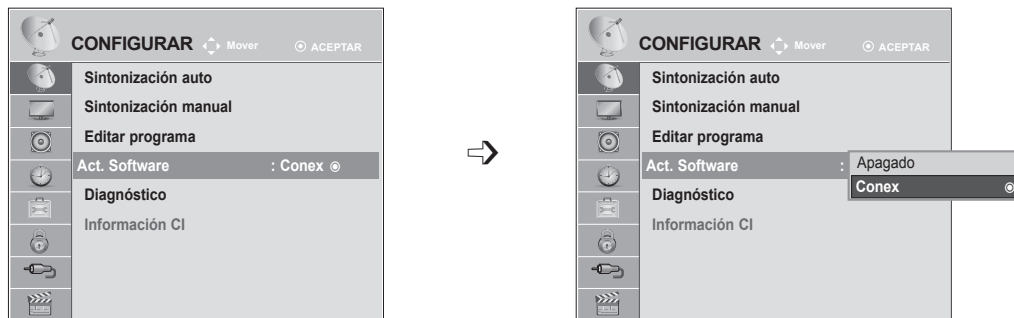 CONFIGURAR Mover ACEPTAR
Sintonización auto
Sintonización manual
Editar programa
Act. Software : Conex
Diagnóstico
Información CI
CONFIGURAR Mover ACEPTAR
Sintonización auto
Sintonización manual
Editar programa
Act. Software :
Apagado
Conex
Diagnóstico
Información CI